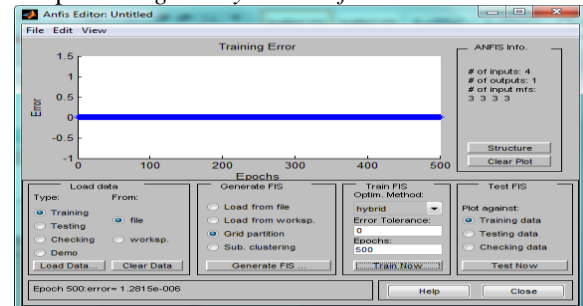 Anfis Editor: Untitled
File Edit View
Training Error
1.5
1
0.5
0
-0.5
-1
Error
0 100 200 300 400 500
Epochs
ANFIS Info.
# of inputs: 4
# of outputs: 1
# of input mfs:
3 3 3 3
Structure
Clear Plot
Load data
Type: From:
Training
Testing
Checking
Demo
file
worksp.
Load Data... Clear Data
Generate FIS
Load from file
Load from worksp.
Grid partition
Sub. clustering
Generate FIS ...
Train FIS
Optim. Method:
hybrid
Error Tolerance:
0
Epochs:
500
Train Now
Test FIS
Plot against:
Training data
Testing data
Checking data
Test Now
Epoch 500:error= 1.2815e-006
Help Close